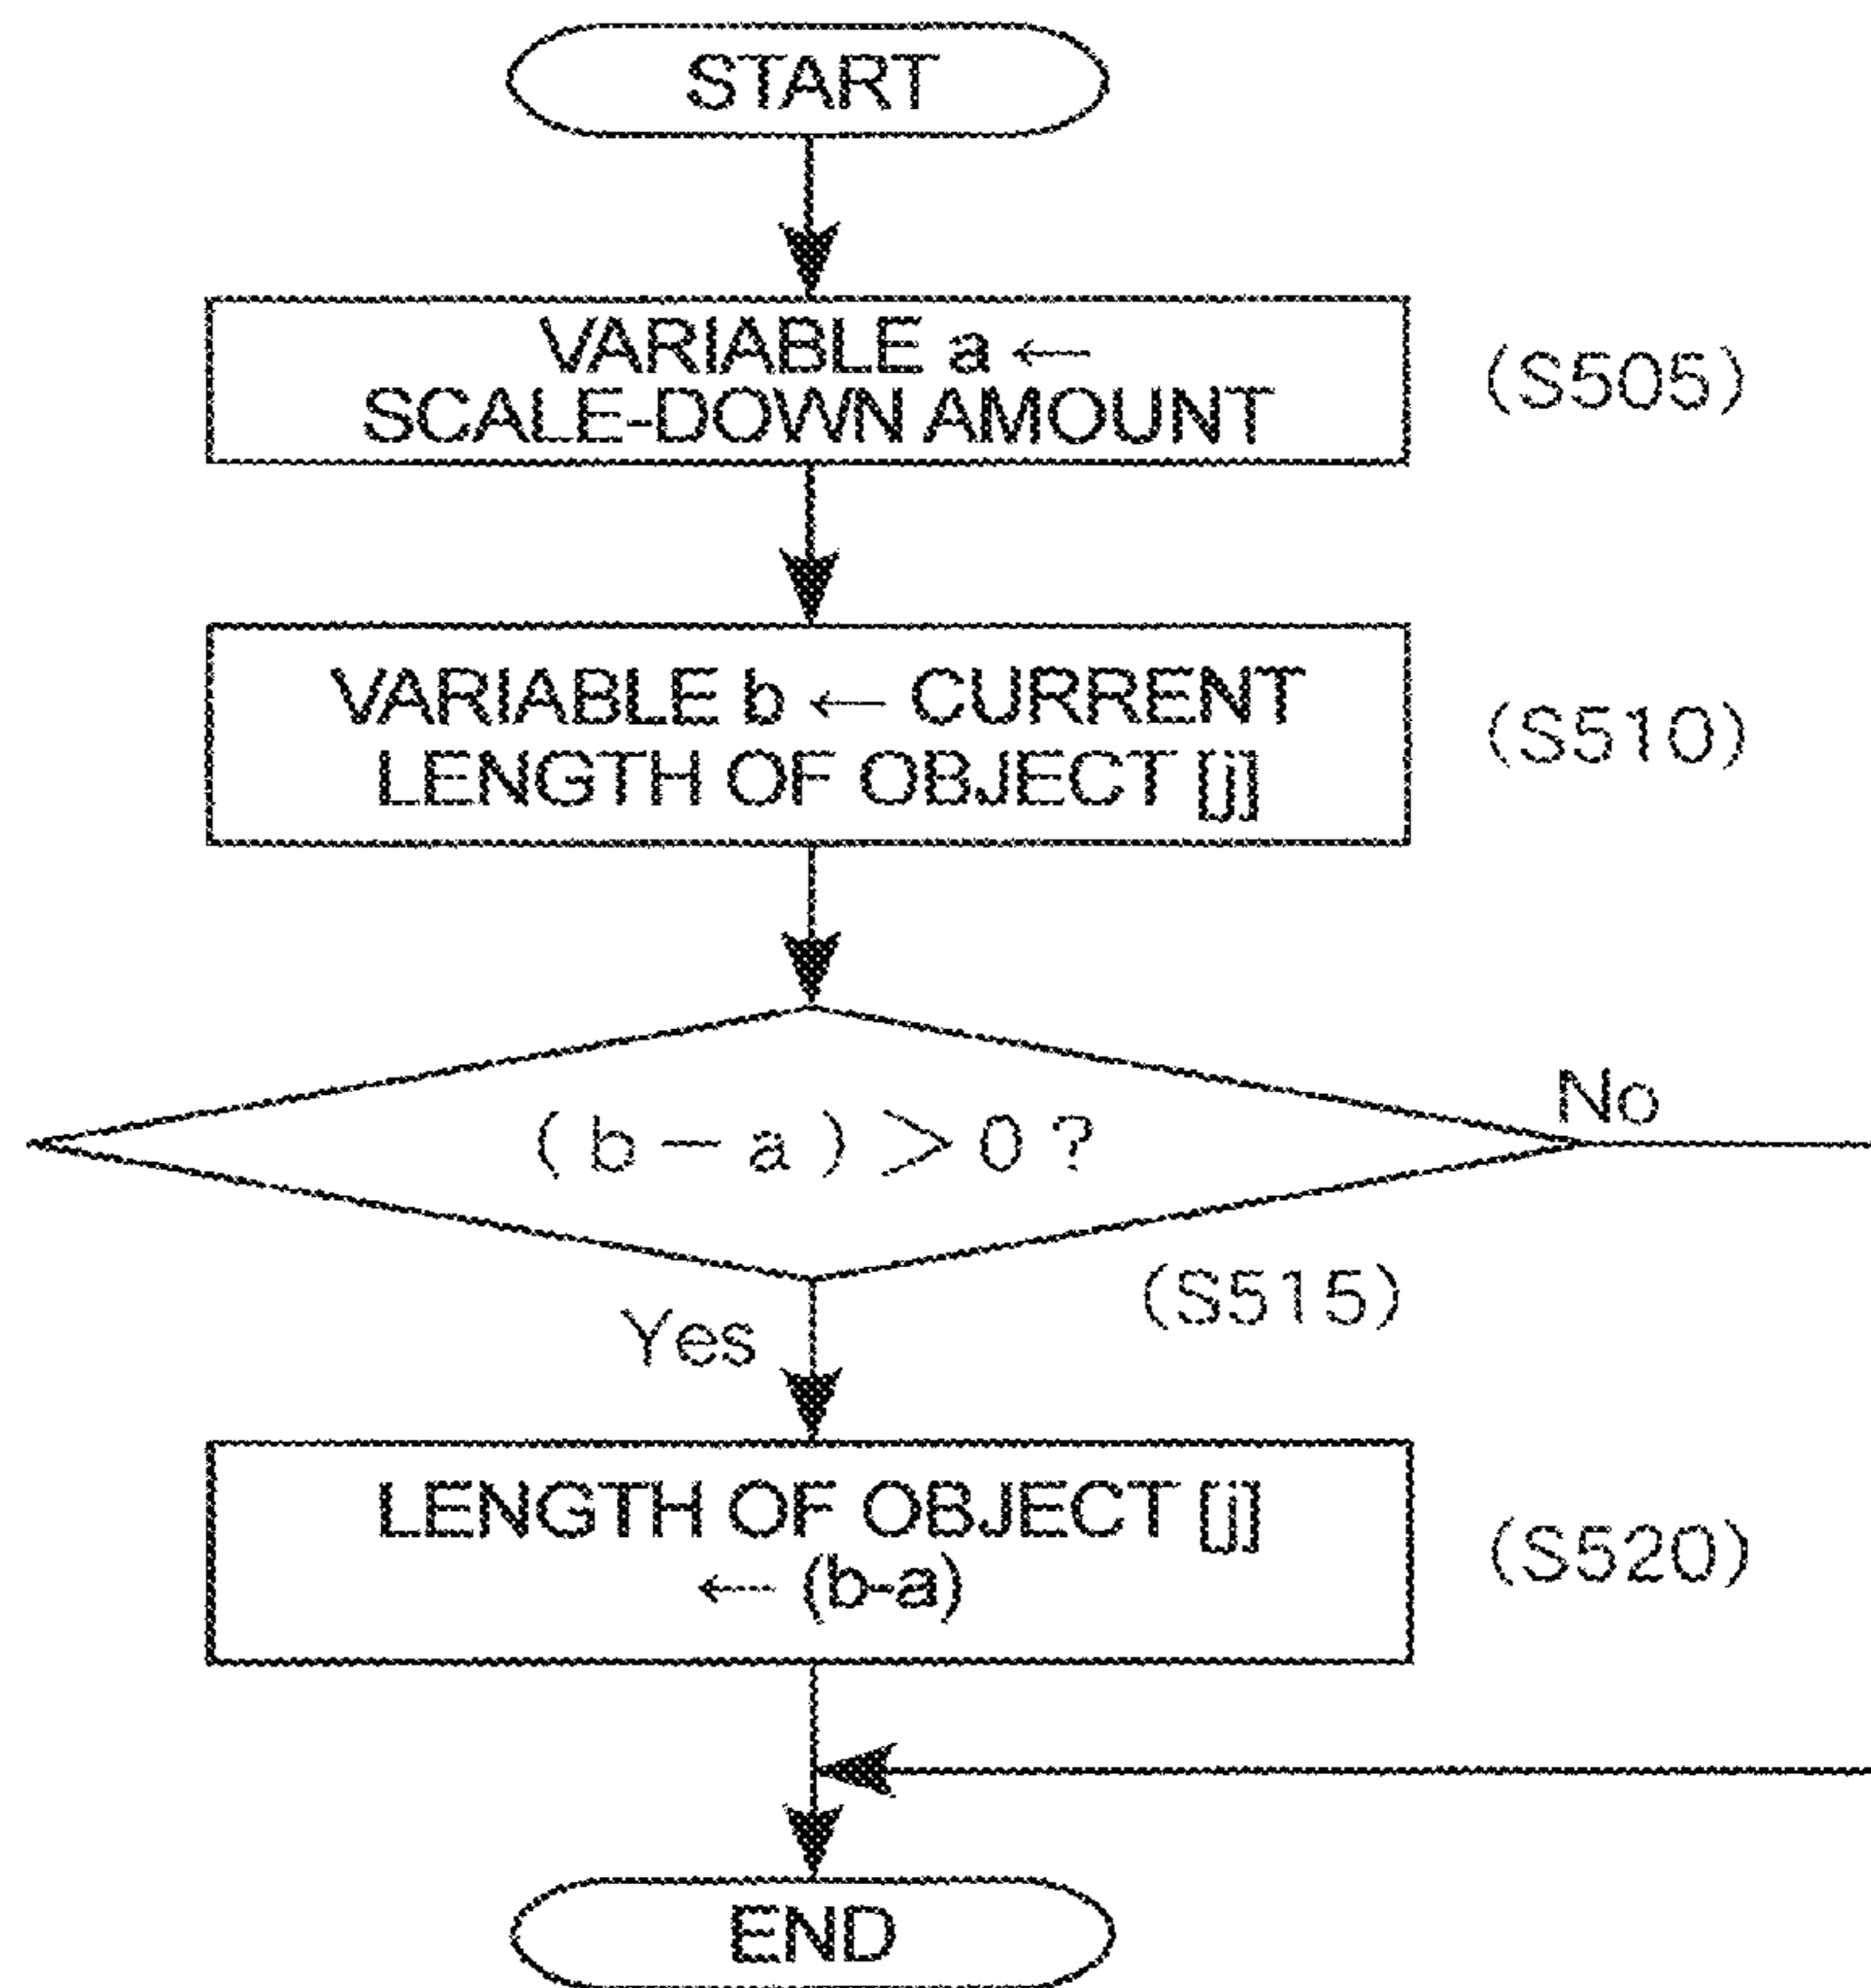 START
VARIABLE a ←
SCALE-DOWN AMOUNT
(S505)
VARIABLE b ← CURRENT
LENGTH OF OBJECT [j]
(S510)
(b-a)>0?
No
(S515)
Yes
LENGTH OF OBJECT [j]
← (b-a)
(S520)
END